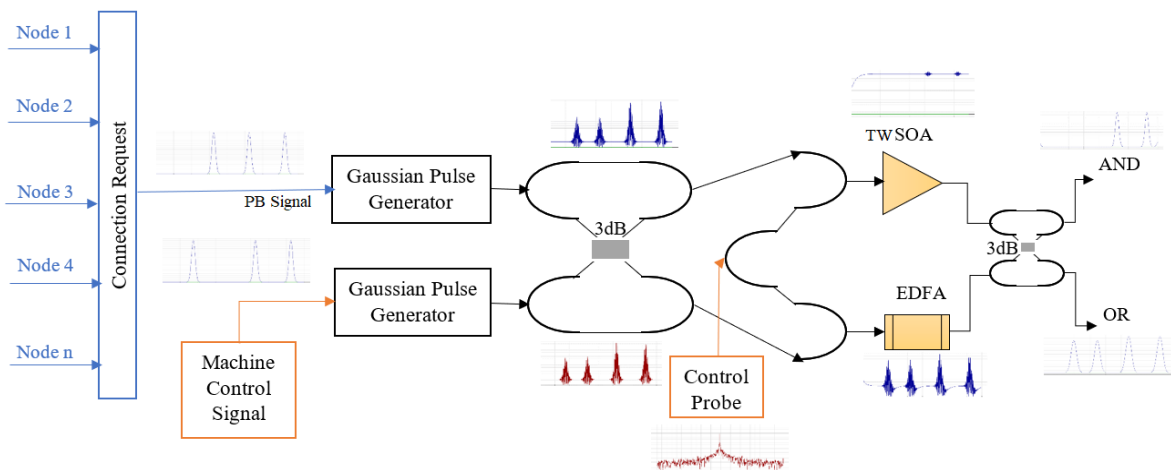 Node 1
Node 2
Node 3
Node 4
Node n
Connection Request
PB Signal
Gaussian Pulse
Generator
Gaussian Pulse
Generator
Machine
Control
Signal
3dB
Control
Probe
TWSOA
EDFA
3dB
AND
OR